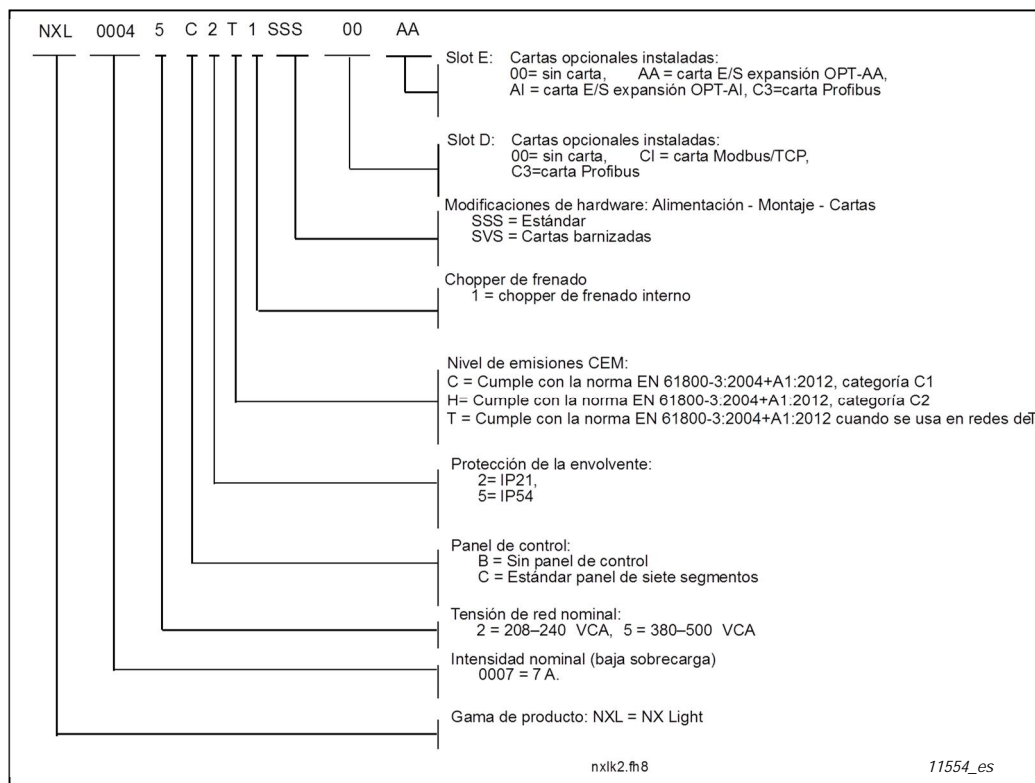 NXL 0004 5 C 2 T 1 SSS 00 AA
Slot E: Cartas opcionales instaladas:
00= sin carta, AA = carta E/S expansión OPT-AA,
AI = carta E/S expansión OPT-AI, C3=carta Profibus
Slot D: Cartas opcionales instaladas:
00= sin carta, CI = carta Modbus/TCP,
C3=carta Profibus
Modificaciones de hardware: Alimentación - Montaje - Cartas
SSS = Estándar
SVS = Cartas barnizadas
Chopper de frenado
1 = chopper de frenado interno
Nivel de emisiones CEM:
C = Cumple con la norma EN 61800-3:2004+A1:2012, categoría C1
H= Cumple con la norma EN 61800-3:2004+A1:2012, categoría C2
T = Cumple con la norma EN 61800-3:2004+A1:2012 cuando se usa en redes deT
Protección de la envolvente:
2= IP21,
5= IP54
Panel de control:
B = Sin panel de control
C = Estándar panel de siete segmentos
Tensión de red nominal:
2 = 208–240 VCA, 5 = 380–500 VCA
Intensidad nominal (baja sobrecarga)
0007 = 7 A.
Gama de producto: NXL = NX Light
nxlk2.fh8
11554_es